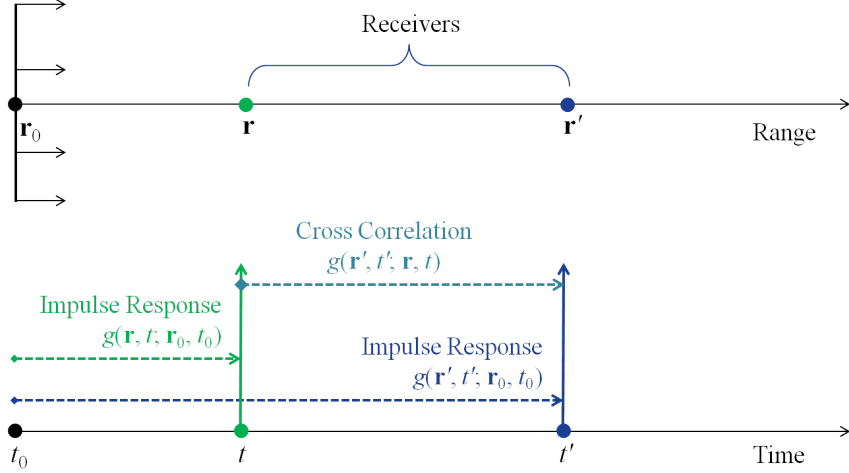 Receivers
r₀
r
r′
Range
Cross Correlation
g(r′, t′; r, t)
Impulse Response
g(r, t; r₀, t₀)
Impulse Response
g(r′, t′; r₀, t₀)
t₀
t
t′
Time